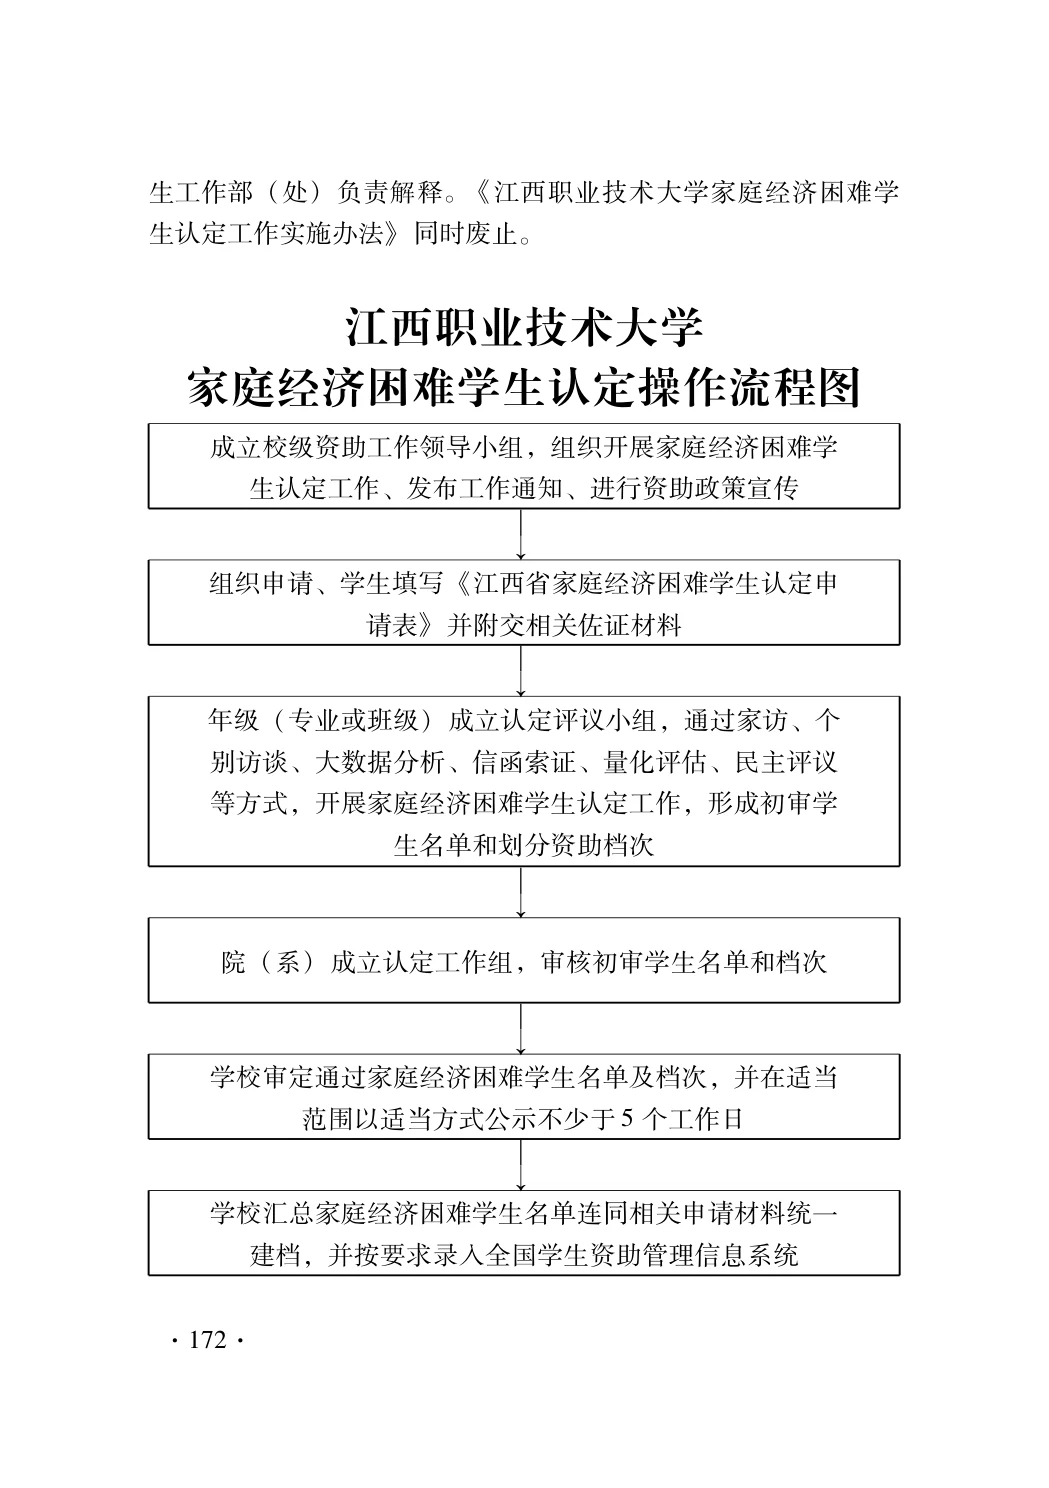 生工作部（处）负责解释。《江西职业技术大学家庭经济困难学
生认定工作实施办法》同时废止。
江西职业技术大学
家庭经济困难学生认定操作流程图
成立校级资助工作领导小组，组织开展家庭经济困难学
生认定工作、发布工作通知、进行资助政策宣传
组织申请、学生填写《江西省家庭经济困难学生认定申
请表》并附交相关佐证材料
年级（专业或班级）成立认定评议小组，通过家访、个
别访谈、大数据分析、信函索证、量化评估、民主评议
等方式，开展家庭经济困难学生认定工作，形成初审学
生名单和划分资助档次
院（系）成立认定工作组，审核初审学生名单和档次
学校审定通过家庭经济困难学生名单及档次，并在适当
范围以适当方式公示不少于5 个工作日
学校汇总家庭经济困难学生名单连同相关申请材料统一
建档，并按要求录入全国学生资助管理信息系统
· 172 ·